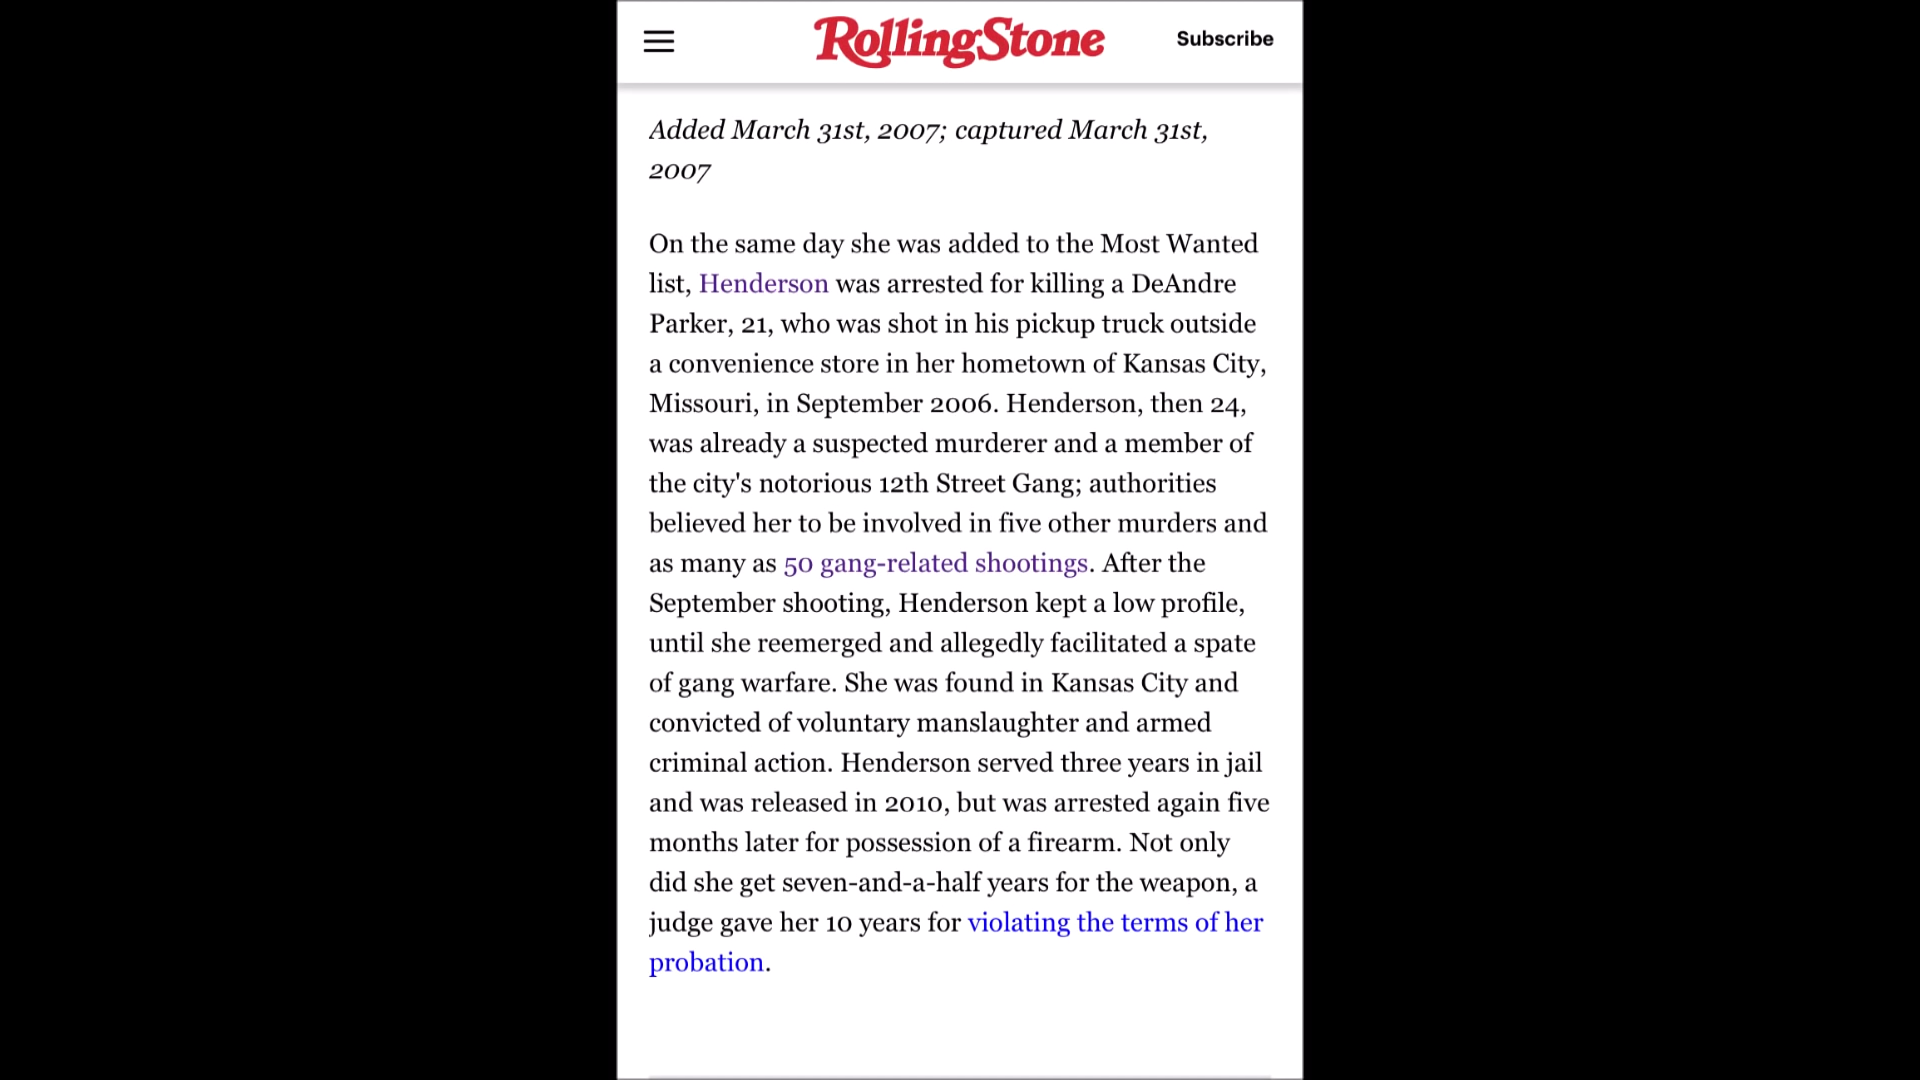 RollingStone
Subscribe
Added March 31st, 2007; captured March 31st,
2007
On the same day she was added to the Most Wanted
list, Henderson was arrested for killing a DeAndre
Parker, 21, who was shot in his pickup truck outside
a convenience store in her hometown of Kansas City,
Missouri, in September 2006. Henderson, then 24,
was already a suspected murderer and a member of
the city's notorious 12th Street Gang; authorities
believed her to be involved in five other murders and
as many as 50 gang-related shootings. After the
September shooting, Henderson kept a low profile,
until she reemerged and allegedly facilitated a spate
of gang warfare. She was found in Kansas City and
convicted of voluntary manslaughter and armed
criminal action. Henderson served three years in jail
and was released in 2010, but was arrested again five
months later for possession of a firearm. Not only
did she get seven-and-a-half years for the weapon, a
judge gave her 10 years for violating the terms of her
probation.